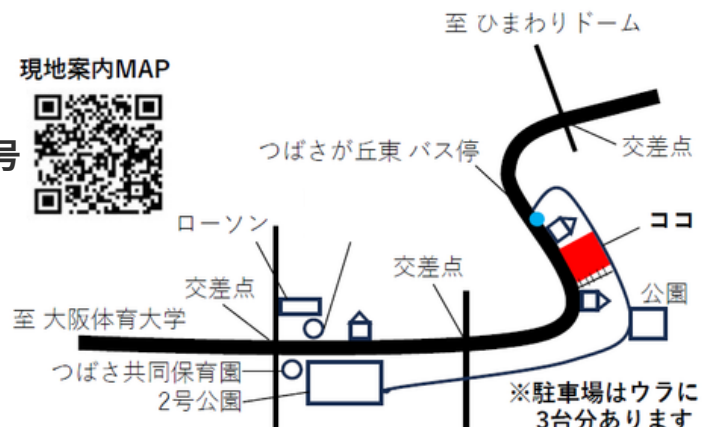 至 ひまわりドーム
現地案内MAP
号
つばさが丘東 バス停
交差点
ローソン
ココ
交差点
交差点
公園
至 大阪体育大学
つばさ共同保育園
2号公園
※駐車場はウラに
3台分あります